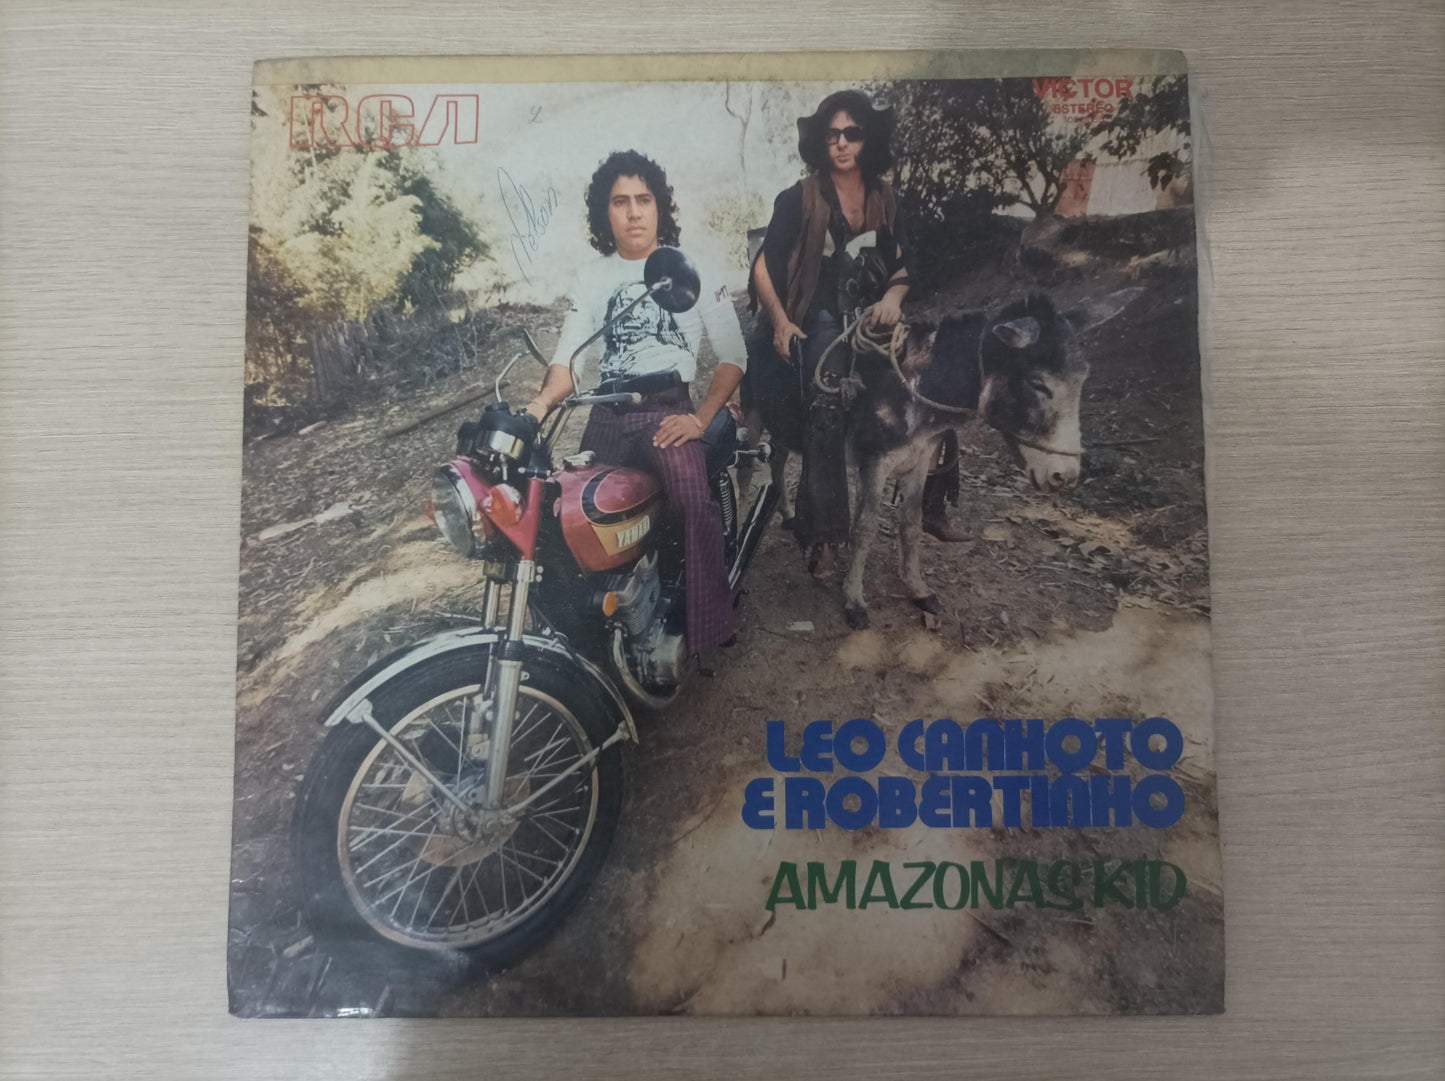 RCA
VICTOR
ESTEREO
YAMAHA
LEO CANHOTO
E ROBERTINHO
AMAZONAS KID